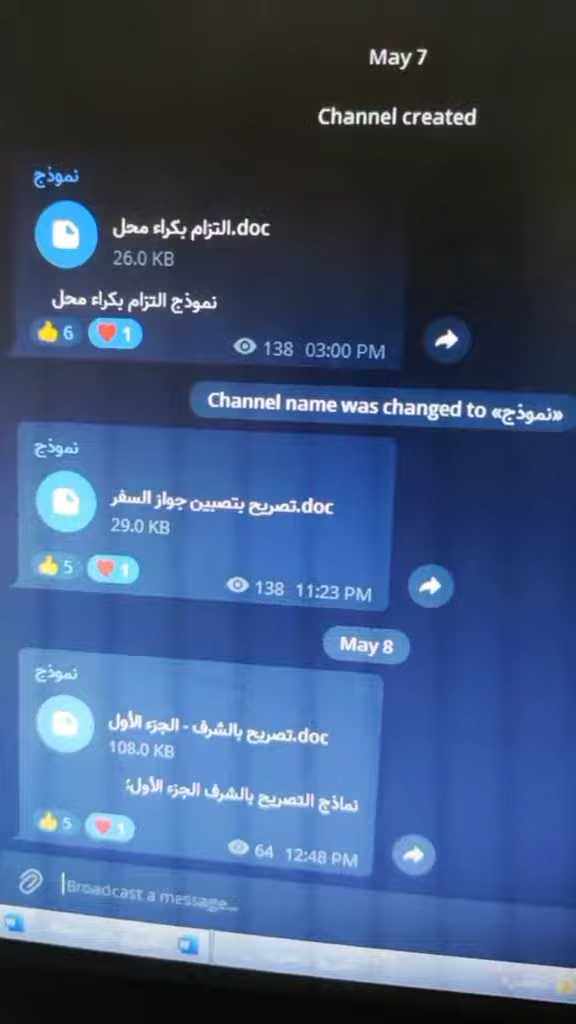 May 7
Channel created
نموذج
التزام بكراء محل.doc
26.0 KB
نموذج التزام بكراء محل
6 1
138 03:00 PM
Channel name was changed to «نموذج»
نموذج
تصريح بتصبين جواز السفر.doc
29.0 KB
5 1
138 11:23 PM
May 8
نموذج
تصريح بالشرف - الجزء الأول.doc
108.0 KB
نماذج التصريح بالشرف الجزء الأول؛
5 1
64 12:48 PM
Broadcast a message...